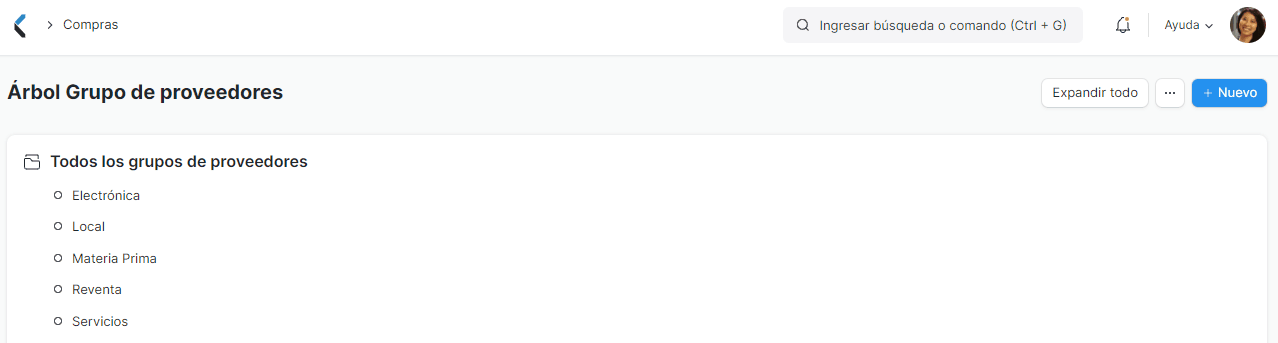 Compras
Ingresar búsqueda o comando (Ctrl + G)
Ayuda
Árbol Grupo de proveedores
Expandir todo
...
+ Nuevo
Todos los grupos de proveedores
Electrónica
Local
Materia Prima
Reventa
Servicios